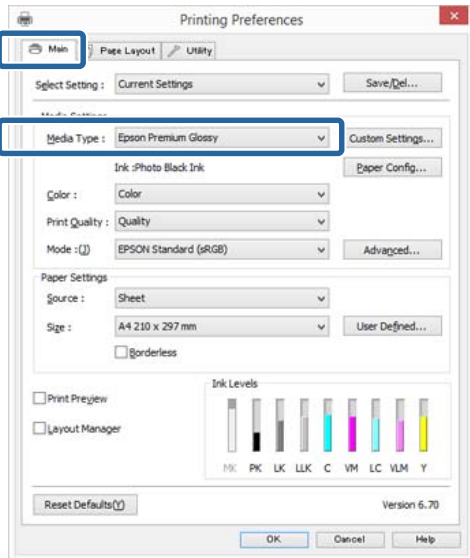 Printing Preferences
Main Page Layout Utility
Select Setting : Current Settings Save/Del...
Media Settings
Media Type : Epson Premium Glossy Custom Settings...
Ink :Photo Black Ink Paper Config...
Color : Color
Print Quality : Quality
Mode :(J) EPSON Standard (sRGB) Advanced...
Paper Settings
Source : Sheet
Size : A4 210 x 297 mm User Defined...
Borderless
Print Preview
Layout Manager
Ink Levels
MK PK LK LLK C VM LC VLM Y
Reset Defaults(Y) Version 6.70
OK Cancel Help